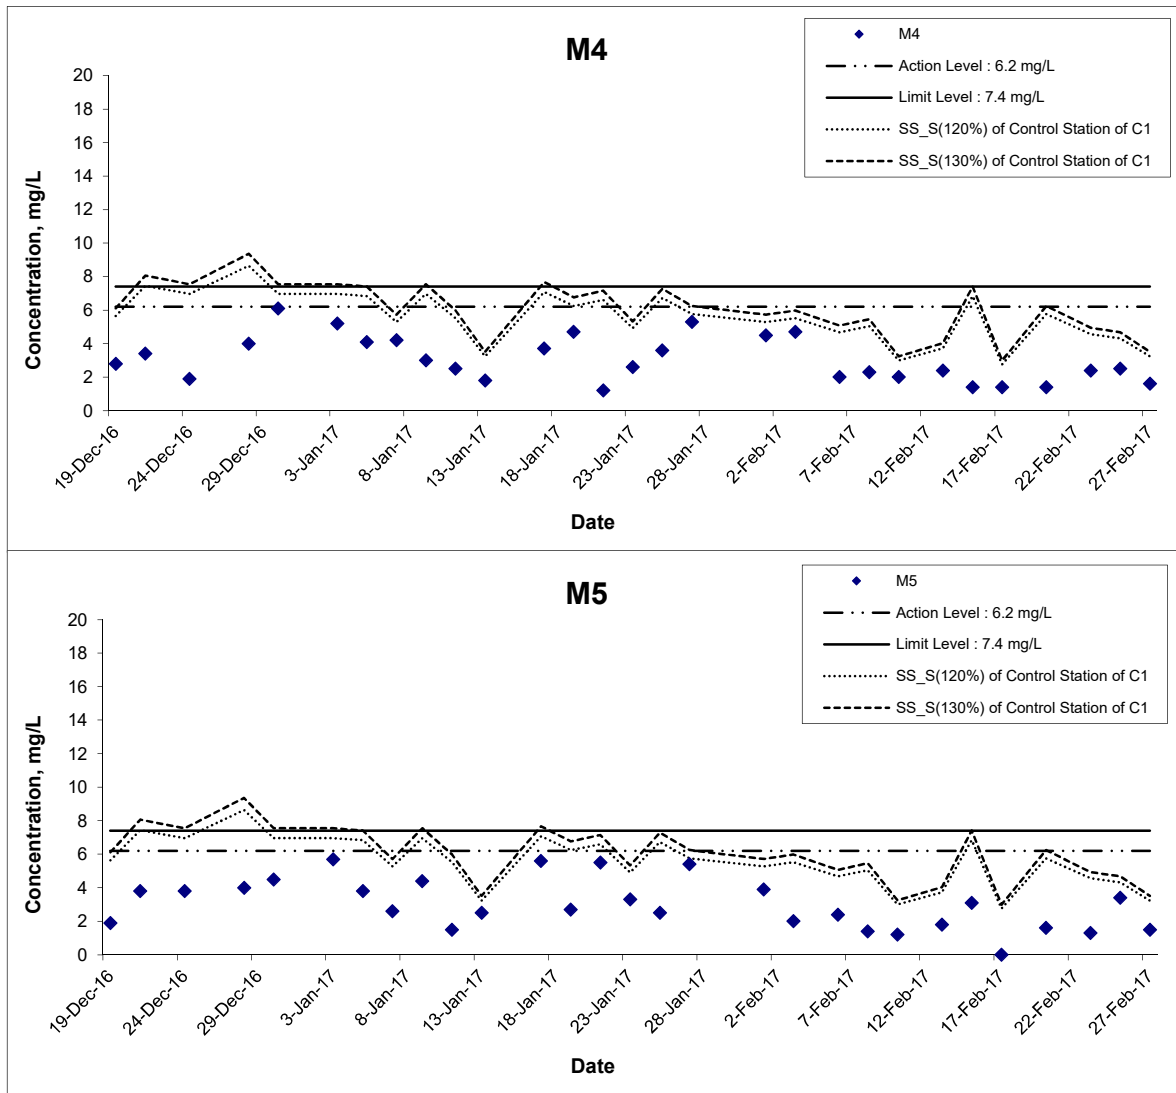 M4
M4
Action Level : 6.2 mg/L
Limit Level : 7.4 mg/L
SS_S(120%) of Control Station of C1
SS_S(130%) of Control Station of C1
Concentration, mg/L
20
18
16
14
12
10
8
6
4
2
0
19-Dec-16
24-Dec-16
29-Dec-16
3-Jan-17
8-Jan-17
13-Jan-17
18-Jan-17
23-Jan-17
28-Jan-17
2-Feb-17
7-Feb-17
12-Feb-17
17-Feb-17
22-Feb-17
27-Feb-17
Date
M5
M5
Action Level : 6.2 mg/L
Limit Level : 7.4 mg/L
SS_S(120%) of Control Station of C1
SS_S(130%) of Control Station of C1
Concentration, mg/L
20
18
16
14
12
10
8
6
4
2
0
19-Dec-16
24-Dec-16
29-Dec-16
3-Jan-17
8-Jan-17
13-Jan-17
18-Jan-17
23-Jan-17
28-Jan-17
2-Feb-17
7-Feb-17
12-Feb-17
17-Feb-17
22-Feb-17
27-Feb-17
Date